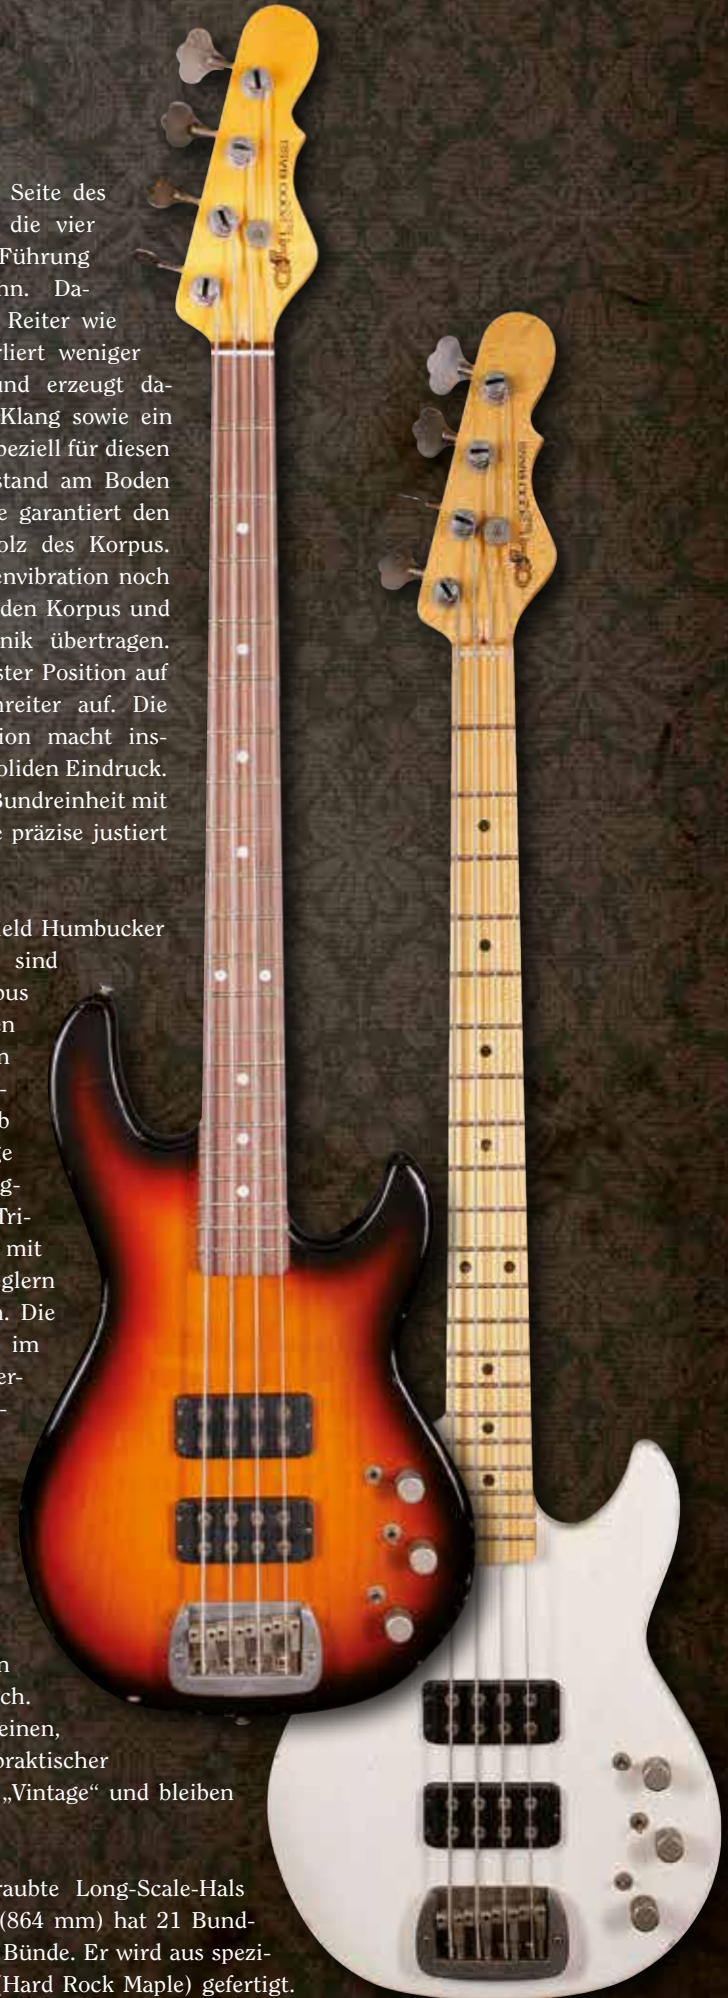 Seite des
die vier
Führung
nn. Da-
Reiter wie
rliert weniger
und erzeugt da-
Klang sowie ein
peziell für diesen
stand am Boden
e garantiert den
olz des Korpus.
envibration noch
den Korpus und
nik übertragen.
ster Position auf
nreiter auf. Die
ion macht ins-
oliden Eindruck.
Bundreinheit mit
e präzise justiert
ield Humbucker
sind
pus
en
n
-
b
ge
g-
Tri-
mit
glern
n. Die
im
er-
-
n
ch.
einen,
praktischer
„Vintage“ und bleiben
raubte Long-Scale-Hals
(864 mm) hat 21 Bund-
Bünde. Er wird aus spezi-
(Hard Rock Maple) gefertigt.